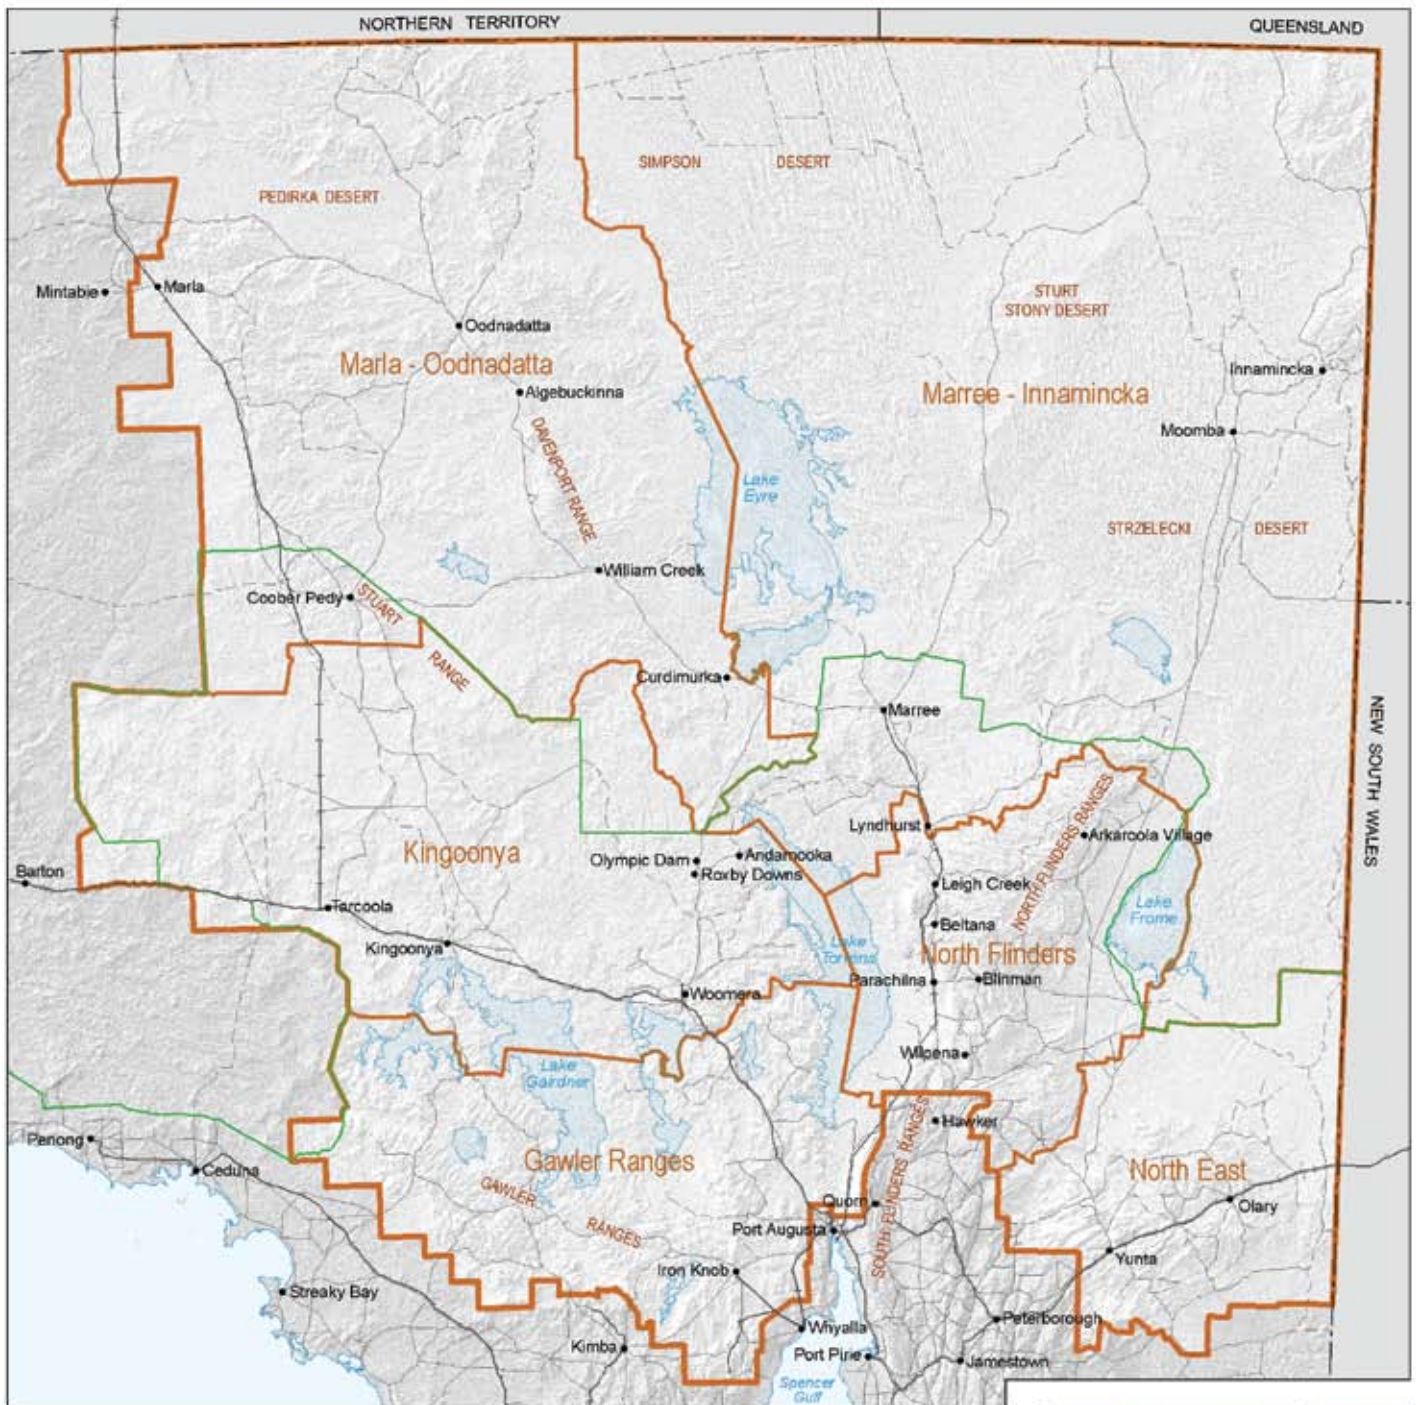 NORTHERN TERRITORY
QUEENSLAND
SIMPSON DESERT
PEDIRKA DESERT
Mintabie
Marla
STURT
STONY DESERT
Oodnadatta
Marla - Oodnadatta
Innamincka
Algebuckinna
Marree - Innamincka
Moomba
DAVENPORT RANGE
Lake
Eyre
STRZELECKI DESERT
William Creek
Coober Pedy
STUART
RANGE
Curdimurka
Marree
NEW SOUTH WALES
Lyndhurst
NORTH FLINDERS RANGES
Arkaroola Village
Kingoonya
Olympic Dam
Andamooka
Roxby Downs
Barton
Leigh Creek
Tarcoola
Lake
Frome
Beltana
Kingoonya
Lake
Torrens
North Flinders
Parachilna
Blinman
Woomera
Wilpena
Lake
Gairdner
Hawker
Penong
Gawler Ranges
Ceduna
North East
GAWLER
RANGES
SOUTH FLINDERS RANGES
Quorn
Olary
Port Augusta
Yunta
Iron Knob
Streaky Bay
Peterborough
Whyalla
Kimba
Port Pirie
Jamestown
Spencer
Gulf